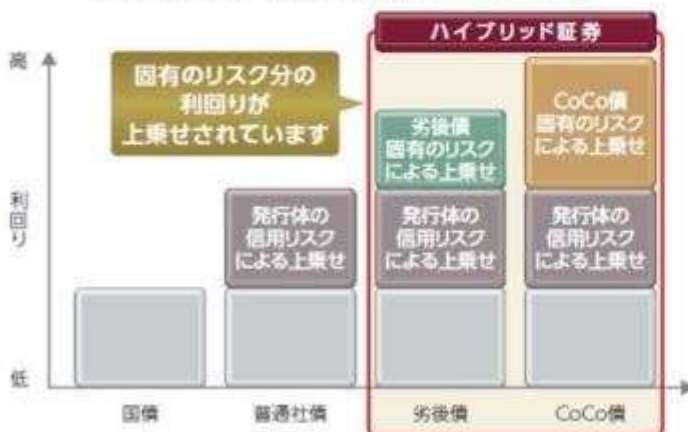 ハイブリッド証券
高
固有のリスク分の
利回りが
上乗せされています
劣後債
固有のリスク
による上乗せ
CoCo債
固有のリスク
による上乗せ
利回り
発行体の
信用リスク
による上乗せ
発行体の
信用リスク
による上乗せ
発行体の
信用リスク
による上乗せ
低
国債
普通社債
劣後債
CoCo債